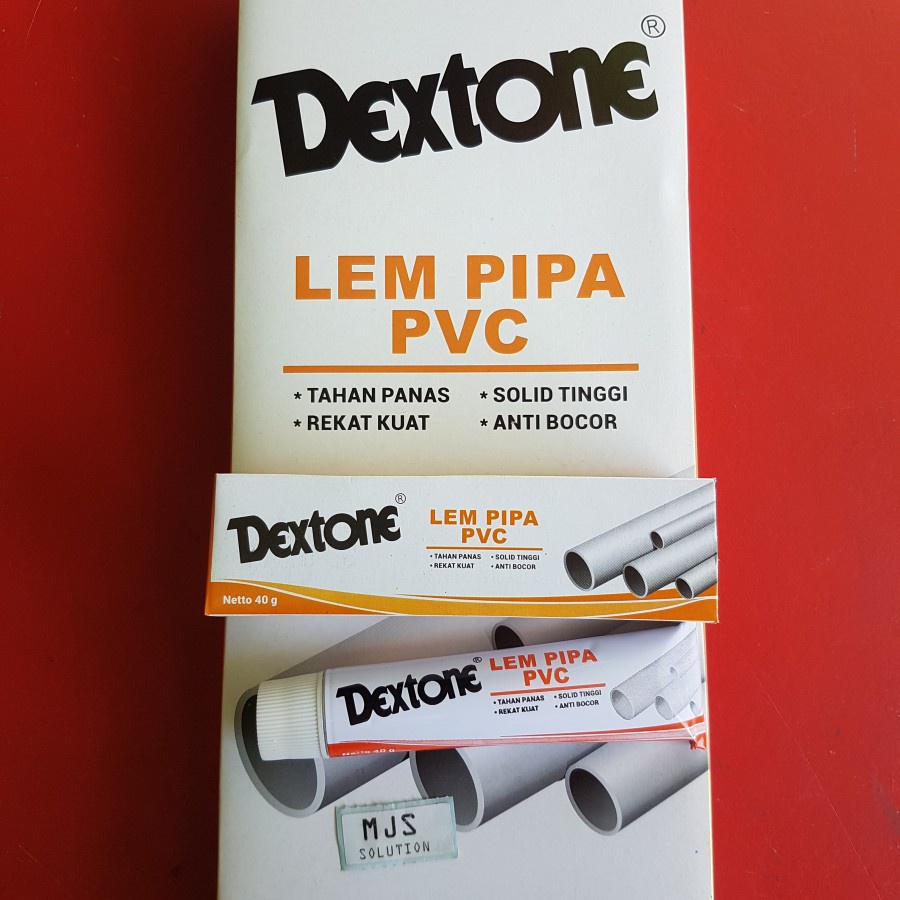 Dextone®
LEM PIPA
PVC
* TAHAN PANAS * SOLID TINGGI
* REKAT KUAT * ANTI BOCOR
Dextone®
LEM PIPA
PVC
• TAHAN PANAS • SOLID TINGGI
• REKAT KUAT • ANTI BOCOR
Netto 40 g
Dextone®
LEM PIPA
PVC
• TAHAN PANAS • SOLID TINGGI
• REKAT KUAT • ANTI BOCOR
Netto 40 g
MJS
SOLUTION